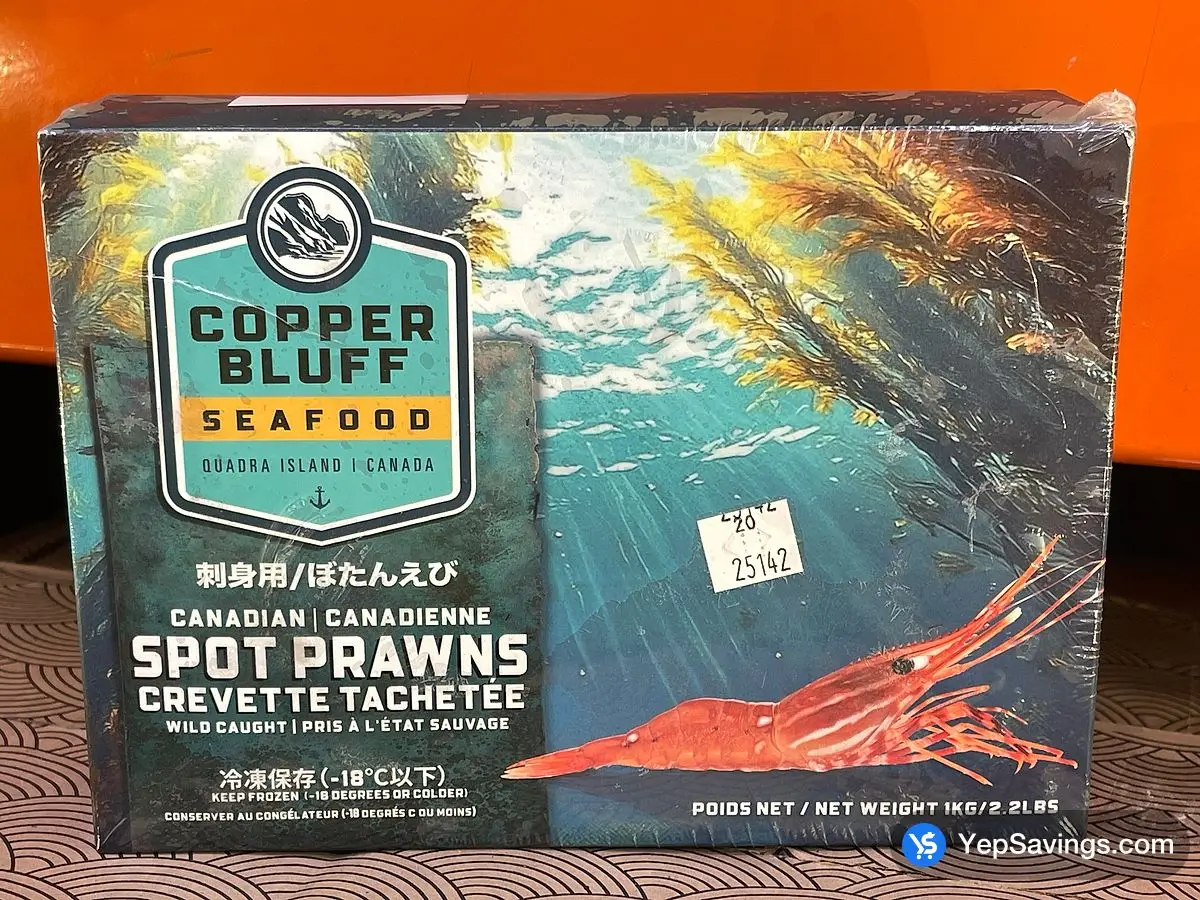 COPPER
BLUFF
SEAFOOD
QUADRA ISLAND | CANADA
刺身用/ぼたんえび
CANADIAN | CANADIENNE
SPOT PRAWNS
CREVETTE TACHETÉE
WILD CAUGHT | PRIS À L'ÉTAT SAUVAGE
冷凍保存(-18℃以下)
KEEP FROZEN (-18 DEGREES OR COLDER)
CONSERVER AU CONGÉLATEUR (-18 DEGRÉS C OU MOINS)
20
25142
POIDS NET / NET WEIGHT 1KG/2.2LBS
YepSavings.com